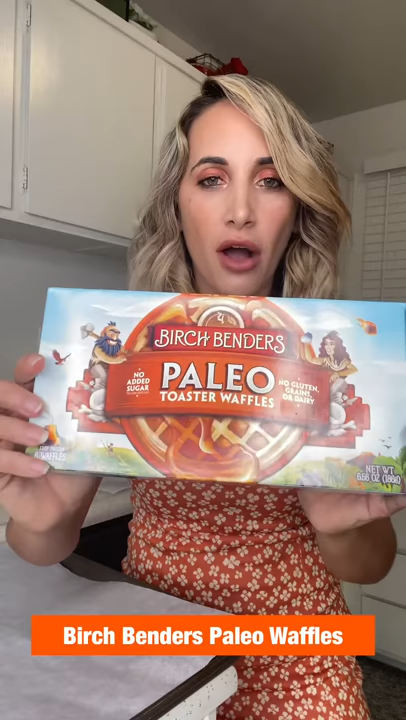 BIRCH BENDERS
NO
ADDED
SUGAR
PALEO
TOASTER WAFFLES
NO GLUTEN,
GRAINS,
OR DAIRY
WAFFLES
NET WT.
6.56 OZ (186g)
Birch Benders Paleo Waffles